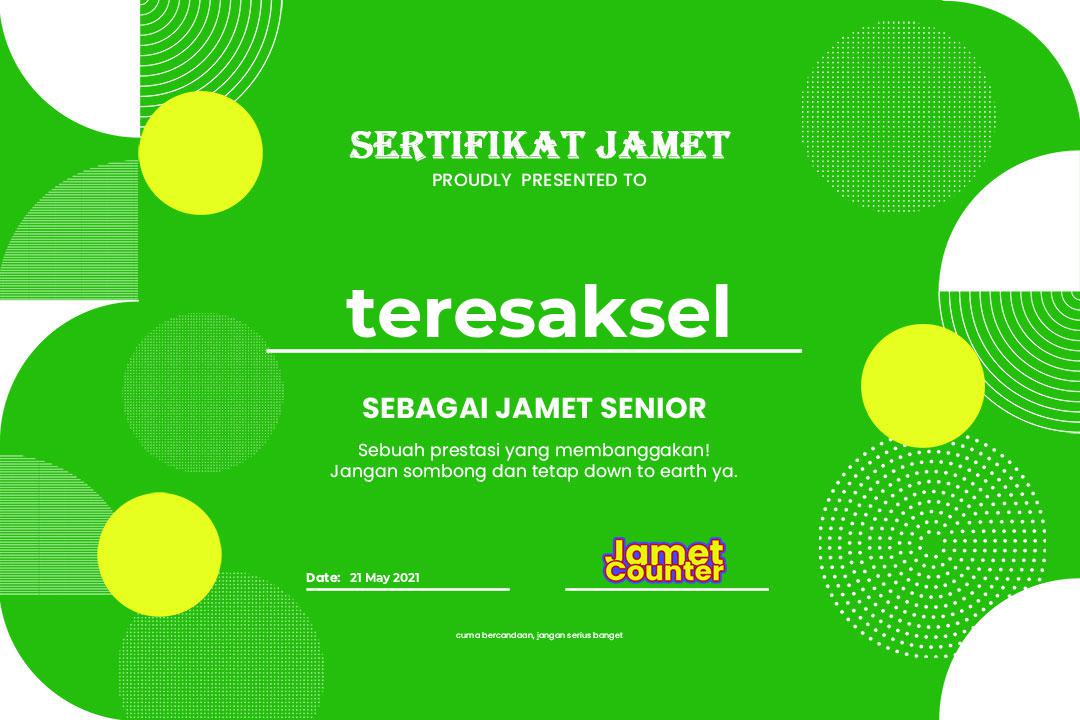 SERTIFIKAT JAMET
PROUDLY PRESENTED TO
teresaksel
SEBAGAI JAMET SENIOR
Sebuah prestasi yang membanggakan!
Jangan sombong dan tetap down to earth ya.
Jamet
Counter
Date: 21 May 2021
cuma bercandaan, jangan serius banget